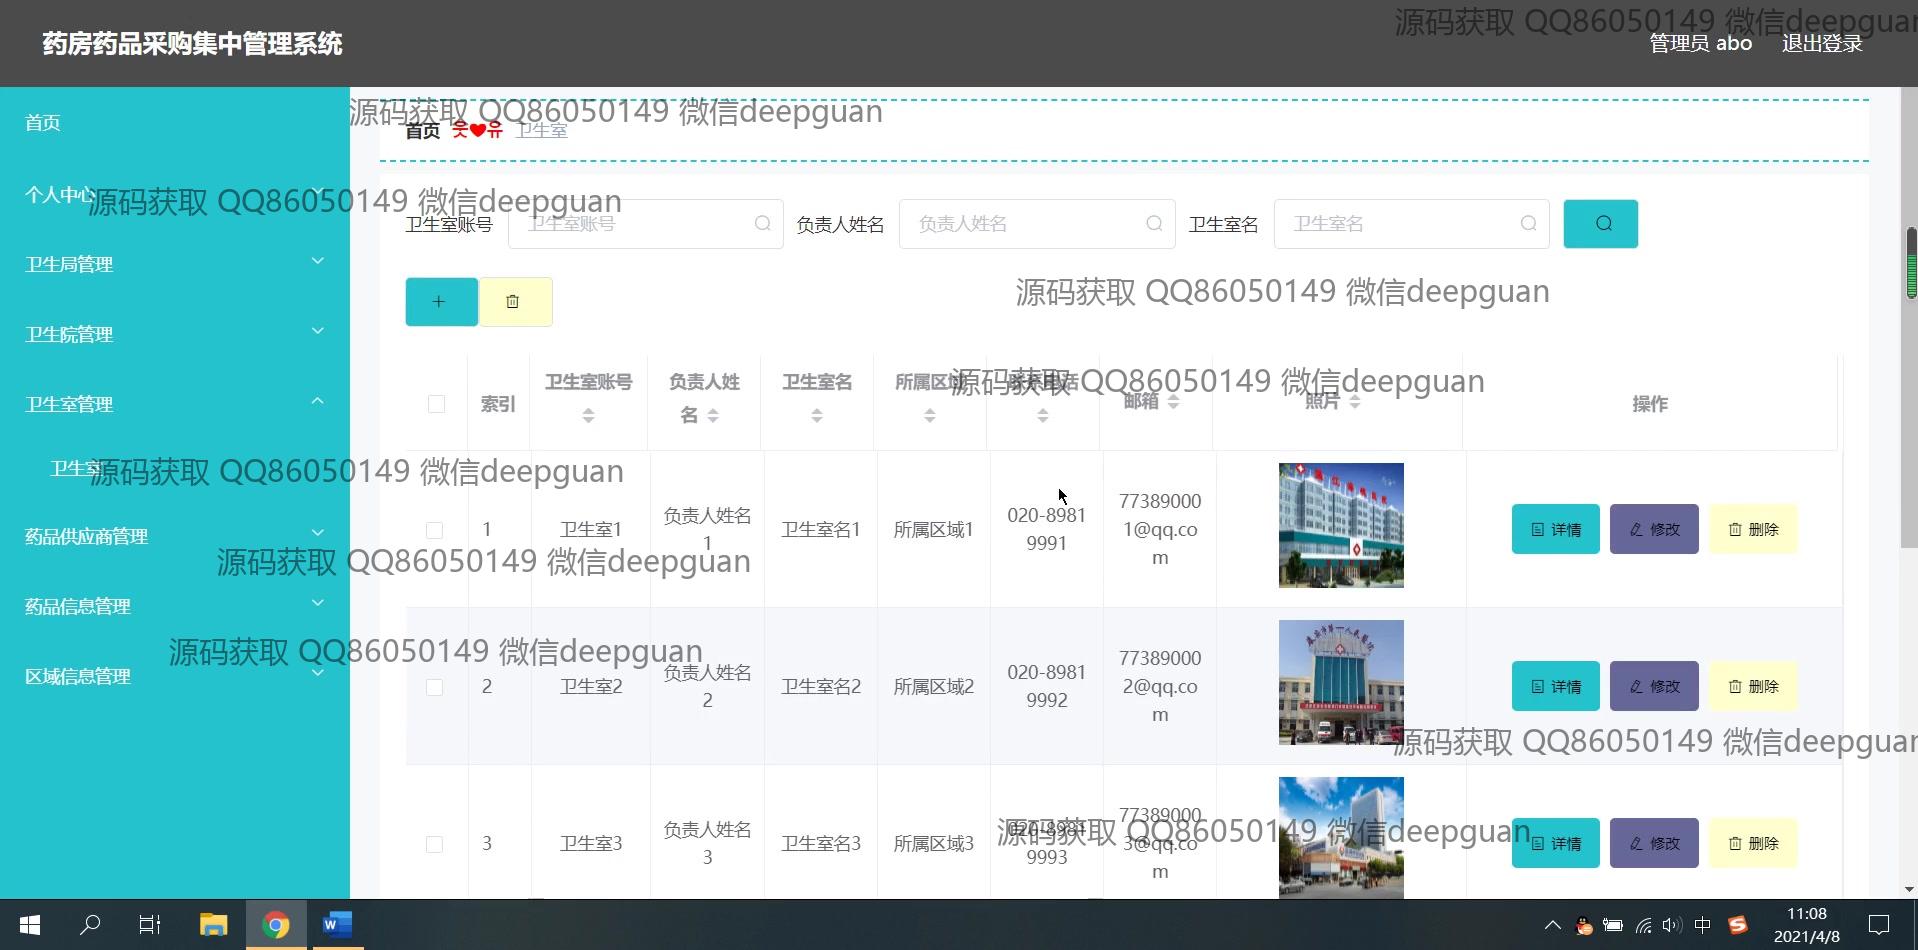 药房药品采购集中管理系统
源码获取 QQ86050149 微信deepguan
管理员 abo
退出登录
首页
源码获取 QQ86050149 微信deepguan
首页 웃❤유 卫生室
个人中心
源码获取 QQ86050149 微信deepguan
卫生室账号 卫生室账号 负责人姓名 负责人姓名 卫生室名 卫生室名
卫生局管理
源码获取 QQ86050149 微信deepguan
卫生院管理
卫生室管理
卫生室
源码获取 QQ86050149 微信deepguan
药品供应商管理
药品信息管理
区域信息管理
索引 卫生室账号 负责人姓名 卫生室名 所属区域 邮箱 照片 操作
源码获取 QQ86050149 微信deepguan
1 卫生室1 负责人姓名1 卫生室名1 所属区域1 020-89819991 773890001@qq.com 详情 修改 删除
源码获取 QQ86050149 微信deepguan
源码获取 QQ86050149 微信deepguan
2 卫生室2 负责人姓名2 卫生室名2 所属区域2 020-89819992 773890002@qq.com 详情 修改 删除
源码获取 QQ86050149 微信deepguan
3 卫生室3 负责人姓名3 卫生室名3 所属区域3 020-89819993 773890003@qq.com 详情 修改 删除
源码获取 QQ86050149 微信deepguan
中
11:08
2021/4/8